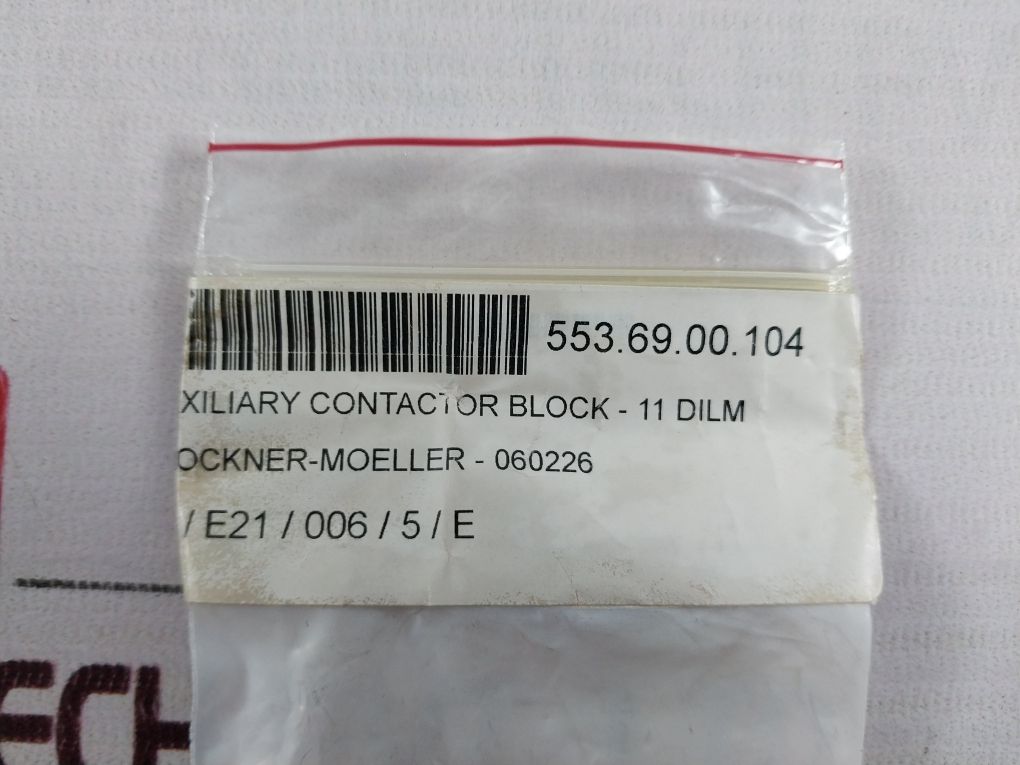 553.69.00.104
XILIARY CONTACTOR BLOCK - 11 DILM
OCKNER-MOELLER - 060226
/ E21 / 006 / 5 / E
ECH